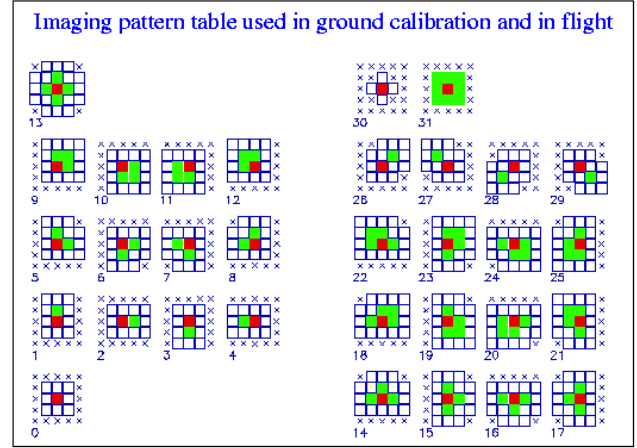 Imaging pattern table used in ground calibration and in flight
13 30 31
9 10 11 12 26 27 28 29
5 6 7 8 22 23 24 25
1 2 3 4 18 19 20 21
0 14 15 16 17